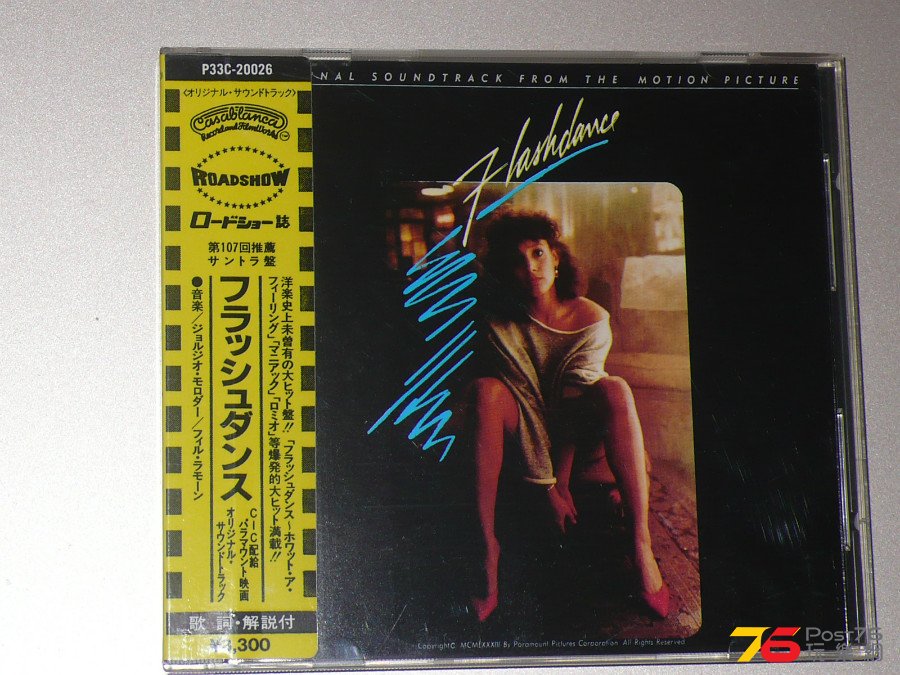 P33C-20026
〈オリジナル・サウンドトラック〉
Casablanca
Record and FilmWorks
ROADSHOW
ロードショー誌
第107回推薦
サントラ盤
洋楽史上未曾有の大ヒット盤!!「フラッシュダンス〜ホワット・ア・
フィーリング」「マニアック」「ロミオ」等爆発的大ヒット満載!!
フラッシュダンス
CIC配給
パラマウント映画
オリジナル・
サウンドトラック
●音楽/ジョルジオ・モロダー/フィル・ラモーン
歌詞・解説付
¥3,300
NAL SOUNDTRACK FROM THE MOTION PICTURE
Flashdance
Copyright© MCMLXXXIII By Paramount Pictures Corporation. All Rights Reserved.
76 Post76